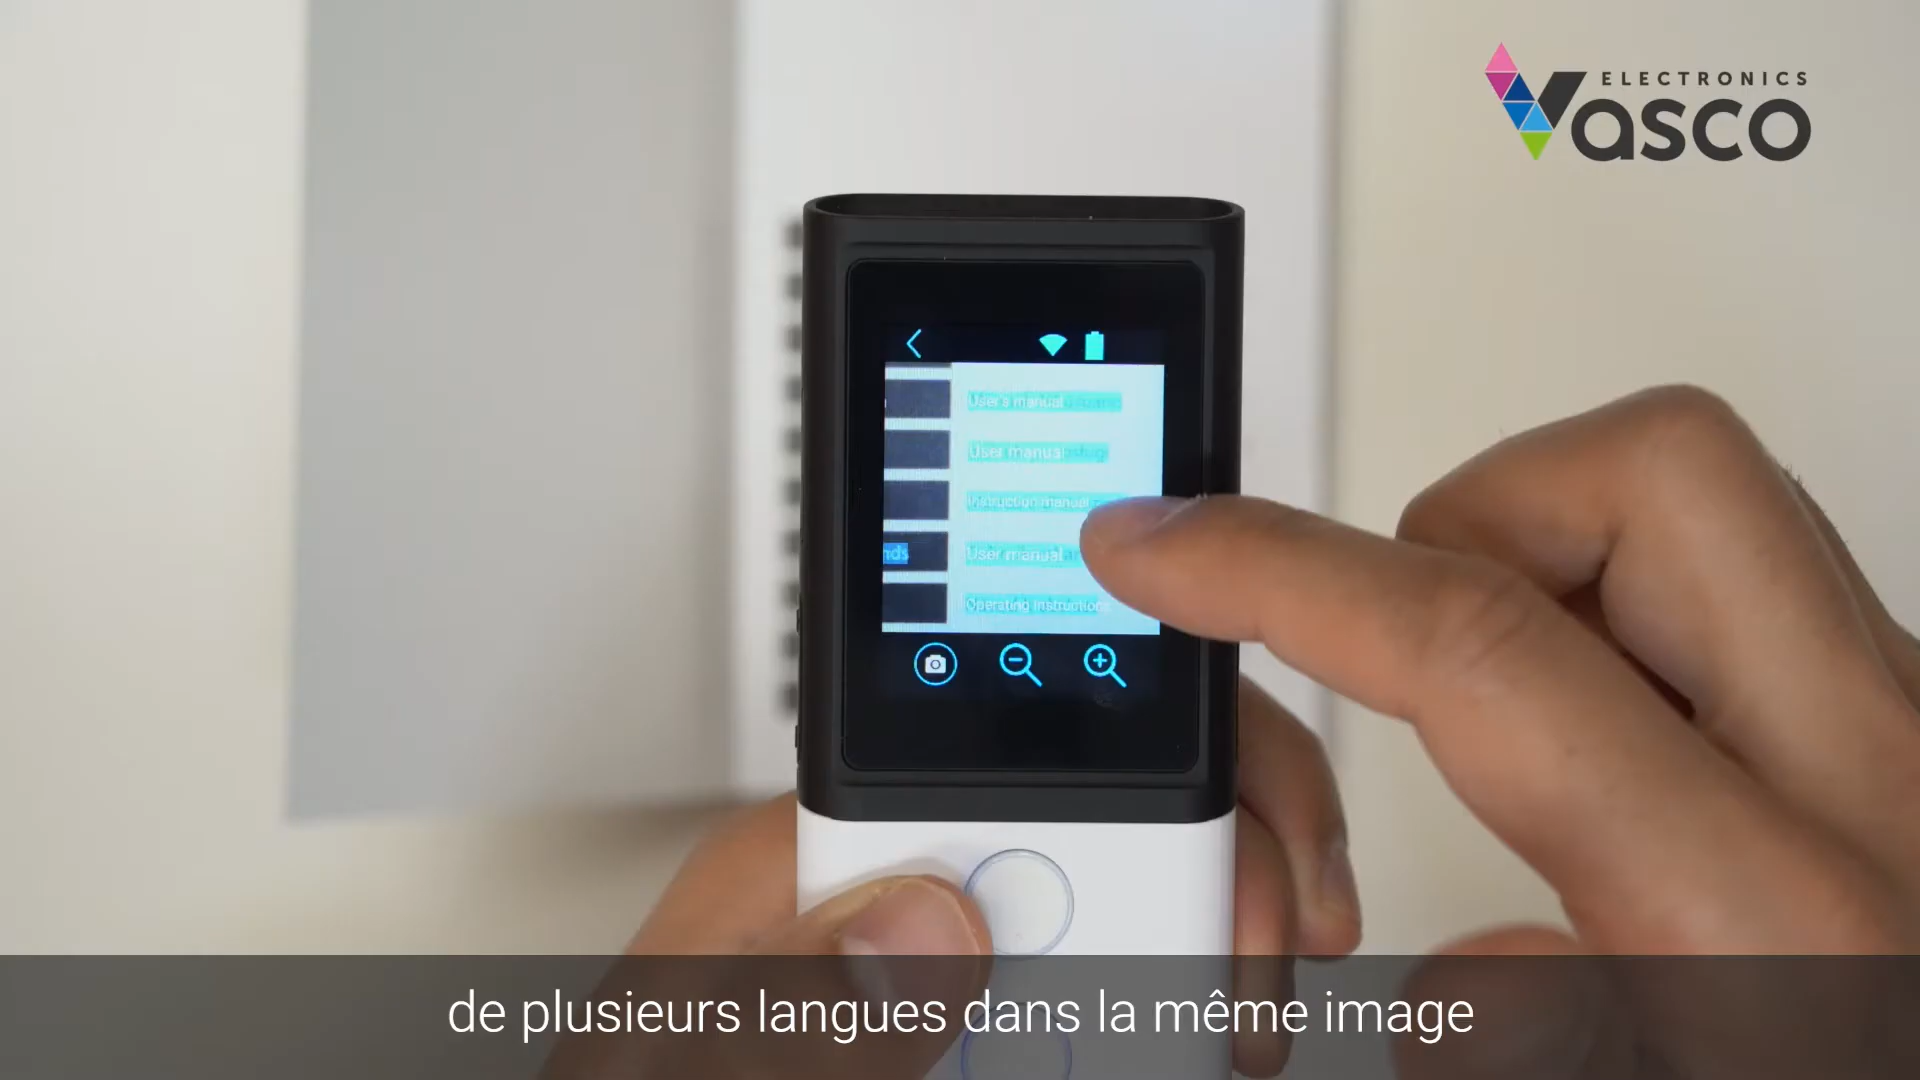 ELECTRONICS
Vasco
User's manual
User manual
Instruction manual
nds
User manual
Operating Instructions
de plusieurs langues dans la même image